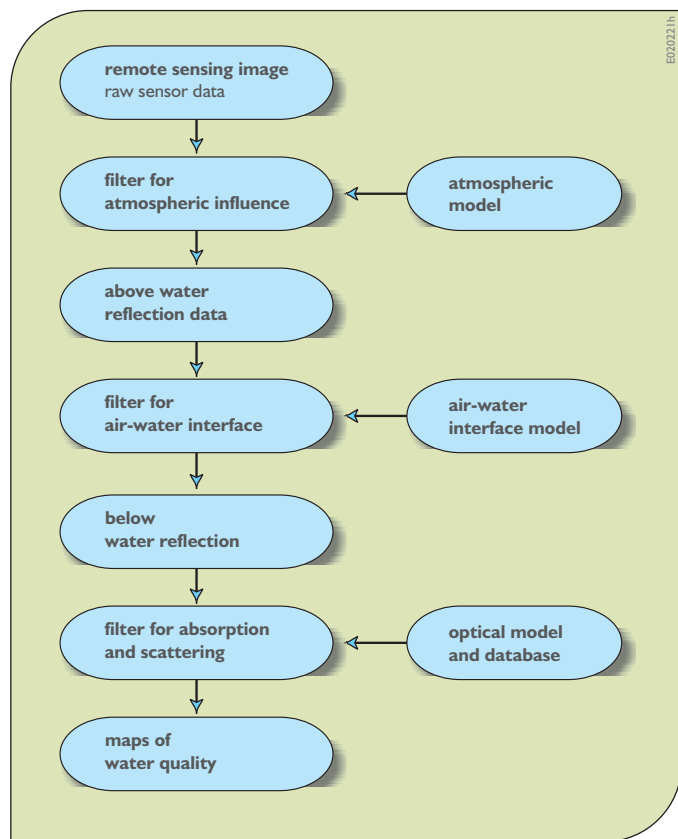 E020221h
remote sensing image
raw sensor data
filter for
atmospheric influence
atmospheric
model
above water
reflection data
filter for
air-water interface
air-water
interface model
below
water reflection
filter for absorption
and scattering
optical model
and database
maps of
water quality